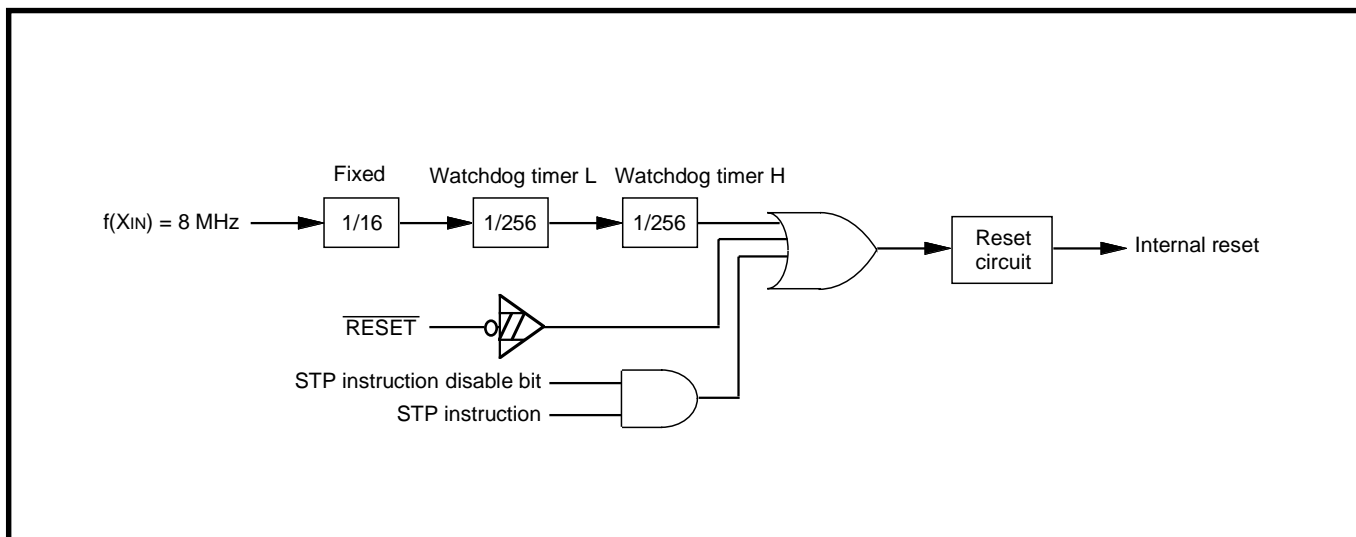 Fixed
Watchdog timer L
Watchdog timer H
f(XIN) = 8 MHz
1/16
1/256
1/256
Reset
circuit
Internal reset
RESET
STP instruction disable bit
STP instruction